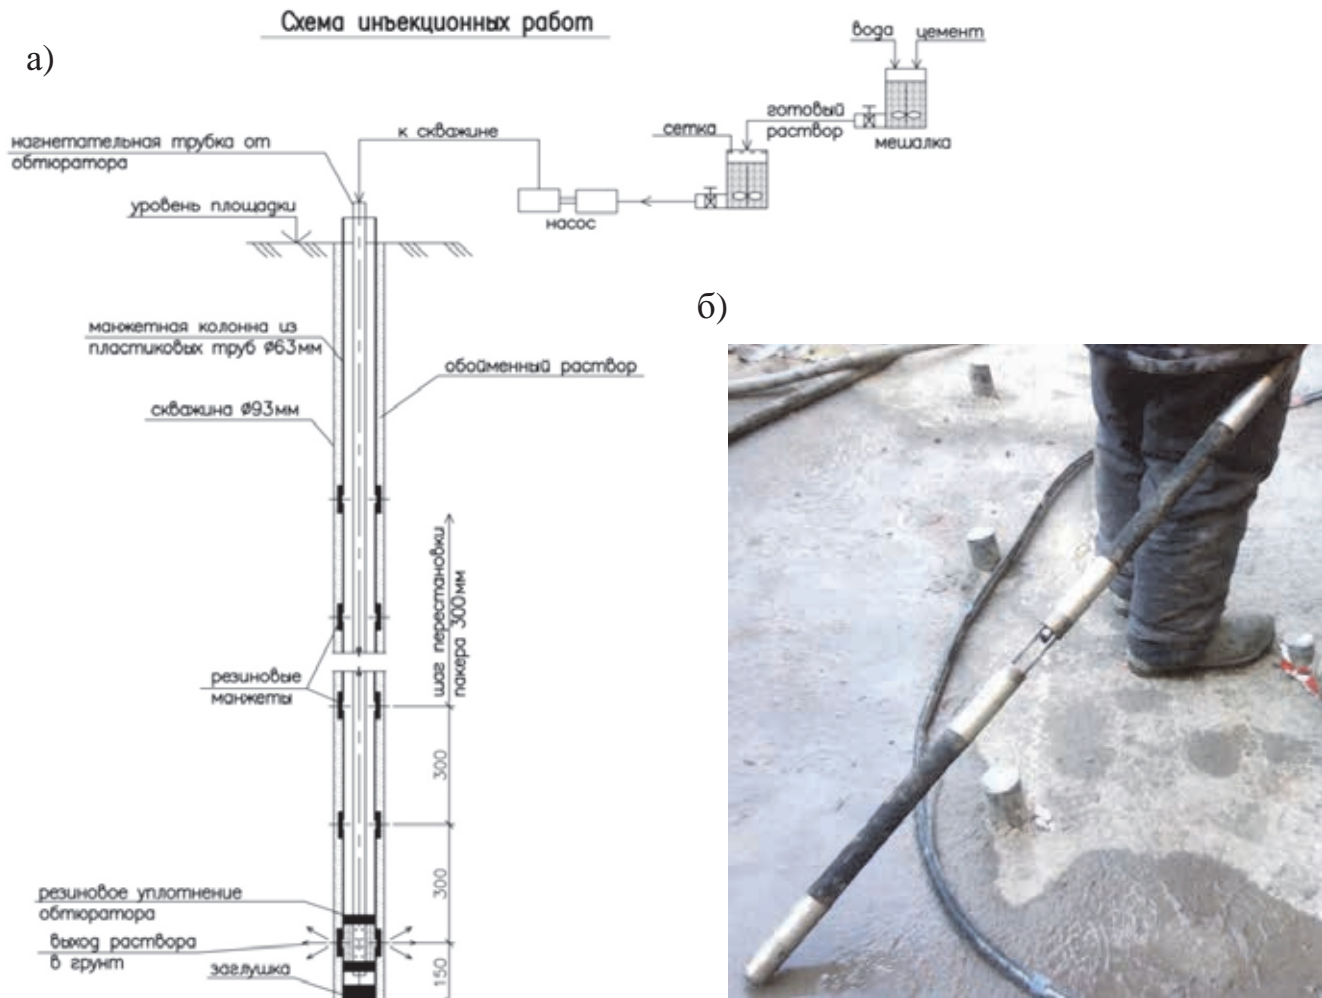 Схема инъекционных работ
а)
вода
цемент
готовый
раствор
мешалка
сетка
к скважине
насос
нагнетательная трубка от
обтюратора
уровень площадки
б)
манжетная колонна из
пластиковых труб ø63мм
обойменный раствор
скважина ø93мм
шаг перестановки
пакера 300мм
резиновые
манжеты
300
300
резиновое уплотнение
обтюратора
выход раствора
в грунт
заглушка
150